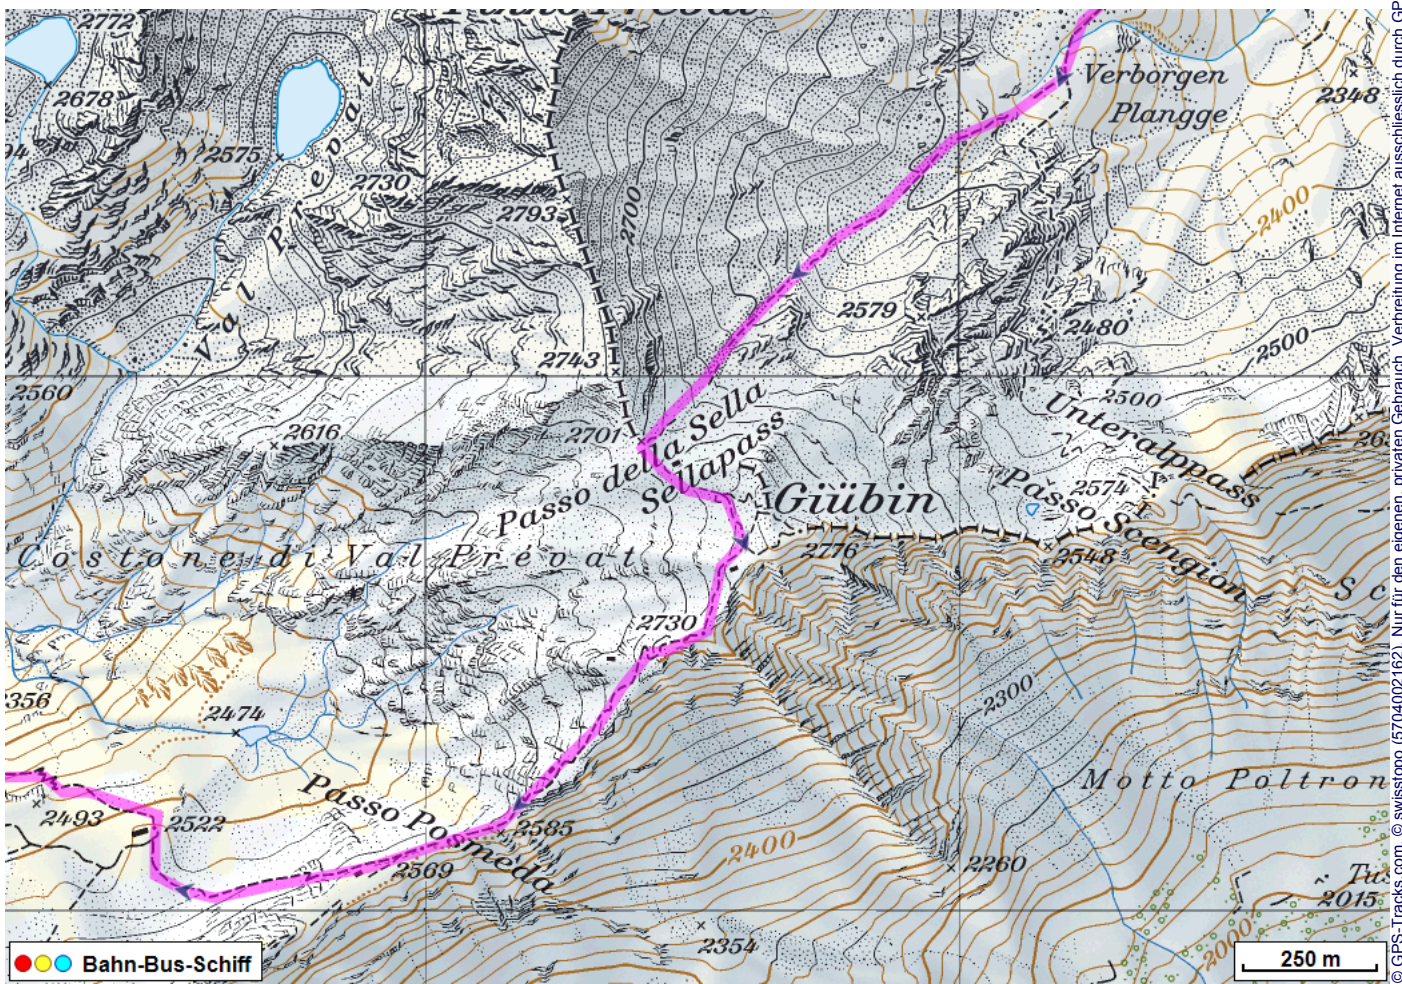 2772
2678
2575
Val Prevat
2730
2793
2700
Verborgen
Plangge
2348
2400
2579
2480
2500
2743
2560
2616
2701
Passo della Sella
Sellapass
2500
Unteralppass
Passo Scengion
2574
Giübin
2776
2548
Costone di Val Prevat
2730
2300
356
2474
Motto Poltron
2493
2522
Passo Posmeda
2585
2569
2400
2260
2015
2354
2000
Bahn-Bus-Schiff
250 m
© GPS-Tracks.com © swisstopo (5704002162) Nur für den eigenen, privaten Gebrauch. Verbreitung im Internet ausschliesslich durch GP